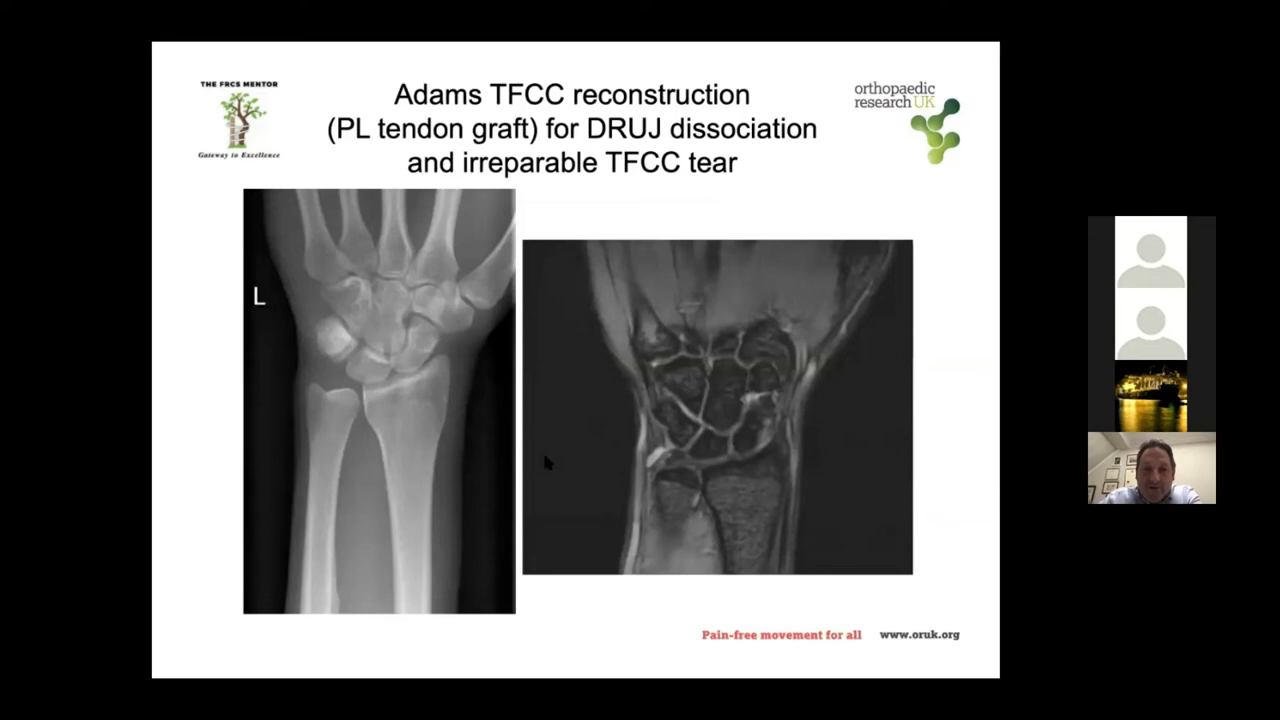 THE FRCS MENTOR
Gateway to Excellence
Adams TFCC reconstruction
(PL tendon graft) for DRUJ dissociation
and irreparable TFCC tear
orthopaedic
research UK
L
Pain-free movement for all www.oruk.org